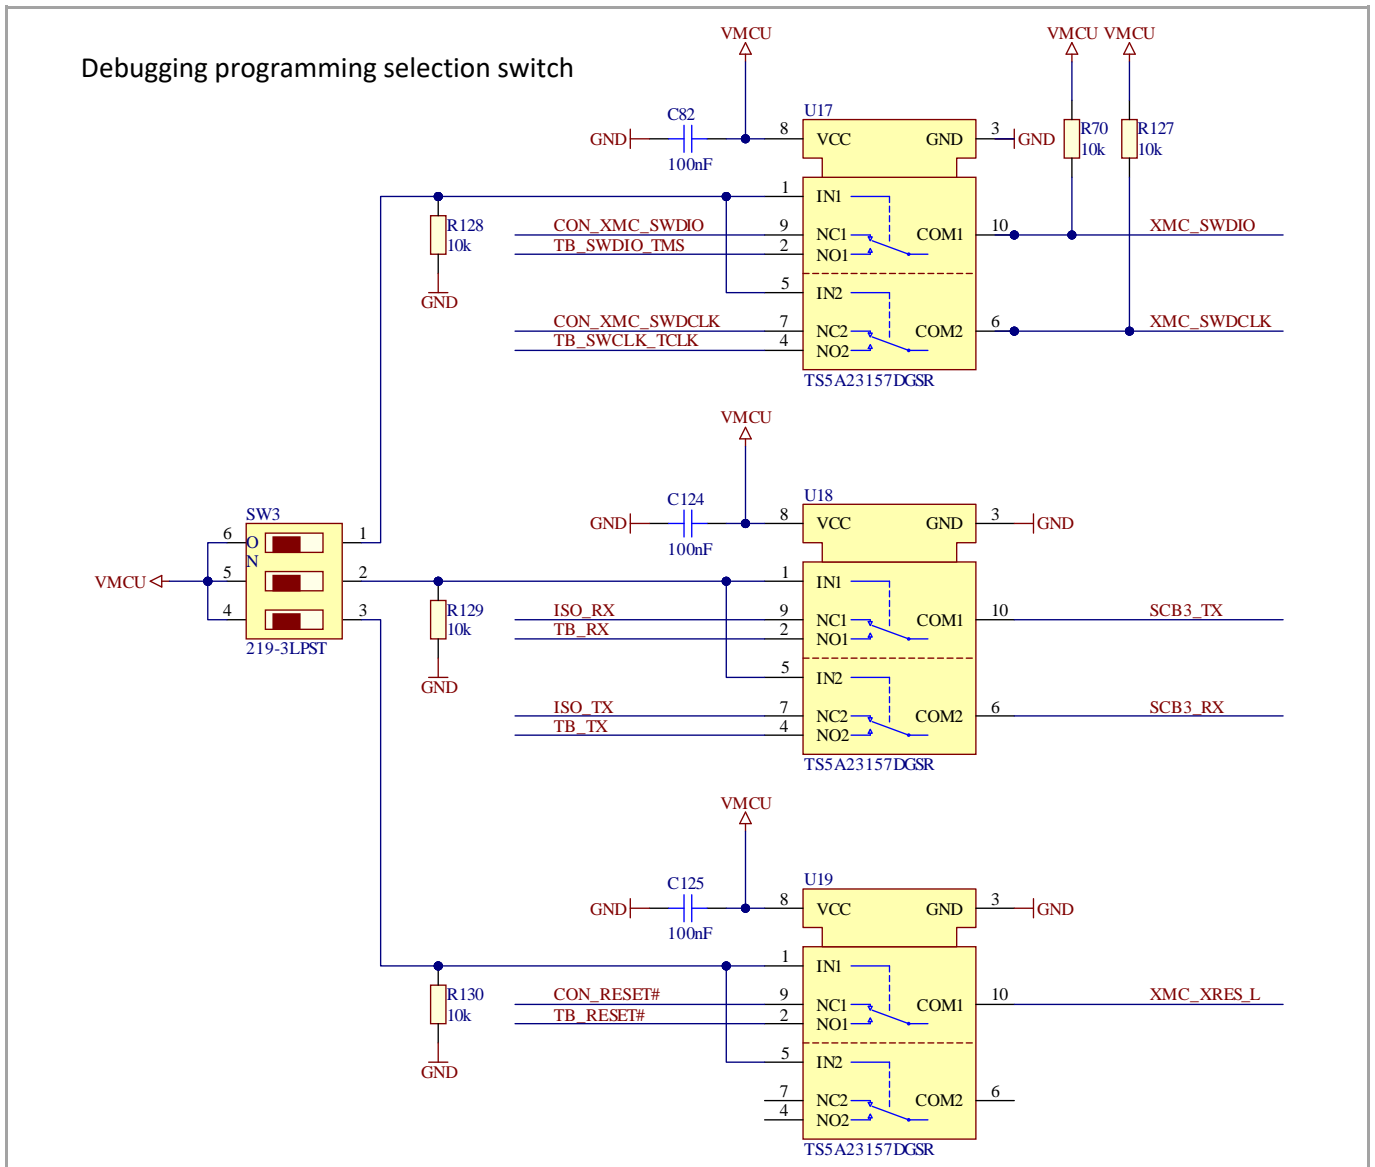 Debugging programming selection switch
VMCU
VMCU VMCU
U17
C82
GND
100nF
8 VCC GND 3 GND
R70
10k
R127
10k
1 IN1
R128
10k
GND
CON_XMC_SWDIO 9 NC1 COM1 10 XMC_SWDIO
TB_SWDIO_TMS 2 NO1
5 IN2
CON_XMC_SWDCLK 7 NC2 COM2 6 XMC_SWDCLK
TB_SWCLK_TCLK 4 NO2
TS5A23157DGSR
VMCU
U18
C124
GND
100nF
8 VCC GND 3 GND
SW3
VMCU
6 O 1
N
5 2
4 3
219-3LPST
1 IN1
R129
10k
GND
ISO_RX 9 NC1 COM1 10 SCB3_TX
TB_RX 2 NO1
5 IN2
ISO_TX 7 NC2 COM2 6 SCB3_RX
TB_TX 4 NO2
TS5A23157DGSR
VMCU
U19
C125
GND
100nF
8 VCC GND 3 GND
1 IN1
R130
10k
GND
CON_RESET# 9 NC1 COM1 10 XMC_XRES_L
TB_RESET# 2 NO1
5 IN2
7 NC2 COM2 6
4 NO2
TS5A23157DGSR